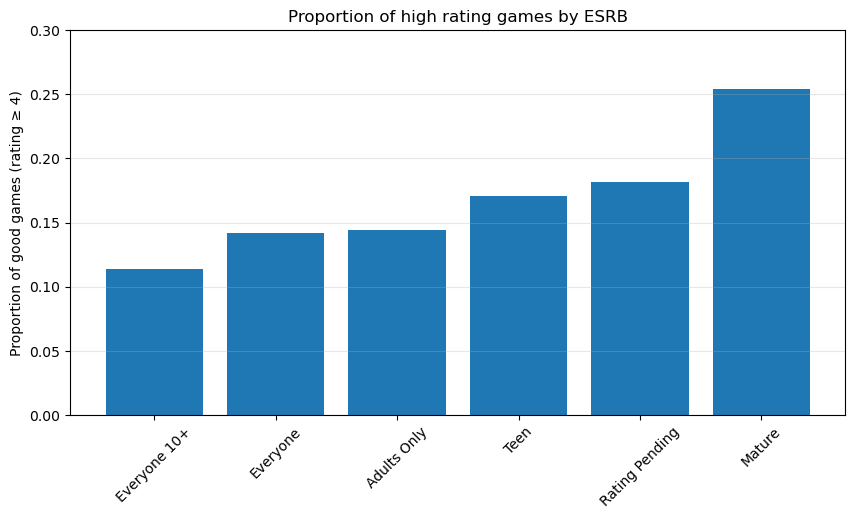 Proportion of high rating games by ESRB
Proportion of good games (rating ≥ 4)
0.30
0.25
0.20
0.15
0.10
0.05
0.00
Everyone 10+
Everyone
Adults Only
Teen
Rating Pending
Mature